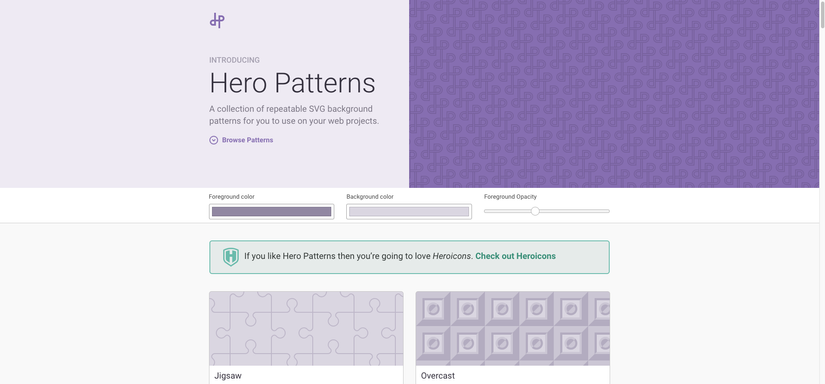 INTRODUCING
Hero Patterns
A collection of repeatable SVG background
patterns for you to use on your web projects.
Browse Patterns
Foreground color
Background color
Foreground Opacity
If you like Hero Patterns then you’re going to love Heroicons. Check out Heroicons
Jigsaw
Overcast